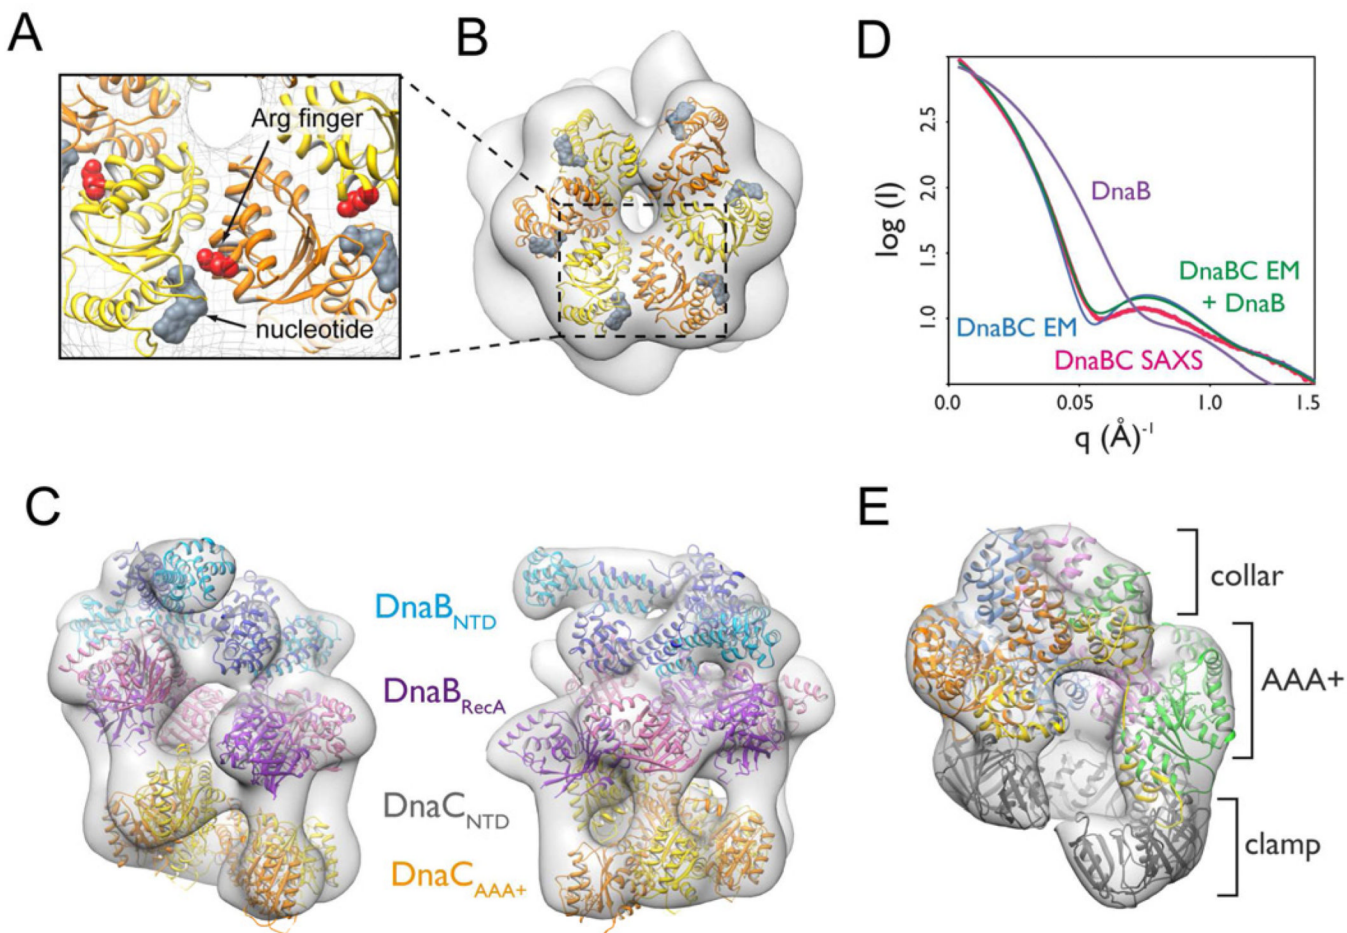 A
Arg finger
nucleotide
B
D
log (I)
2.5
2.0
1.5
1.0
DnaB
DnaBC EM
+ DnaB
DnaBC EM
DnaBC SAXS
0.0
0.05
1.0
1.5
q (Å)-1
C
DnaBNTD
DnaBRecA
DnaCNTD
DnaCAAA+
E
collar
AAA+
clamp